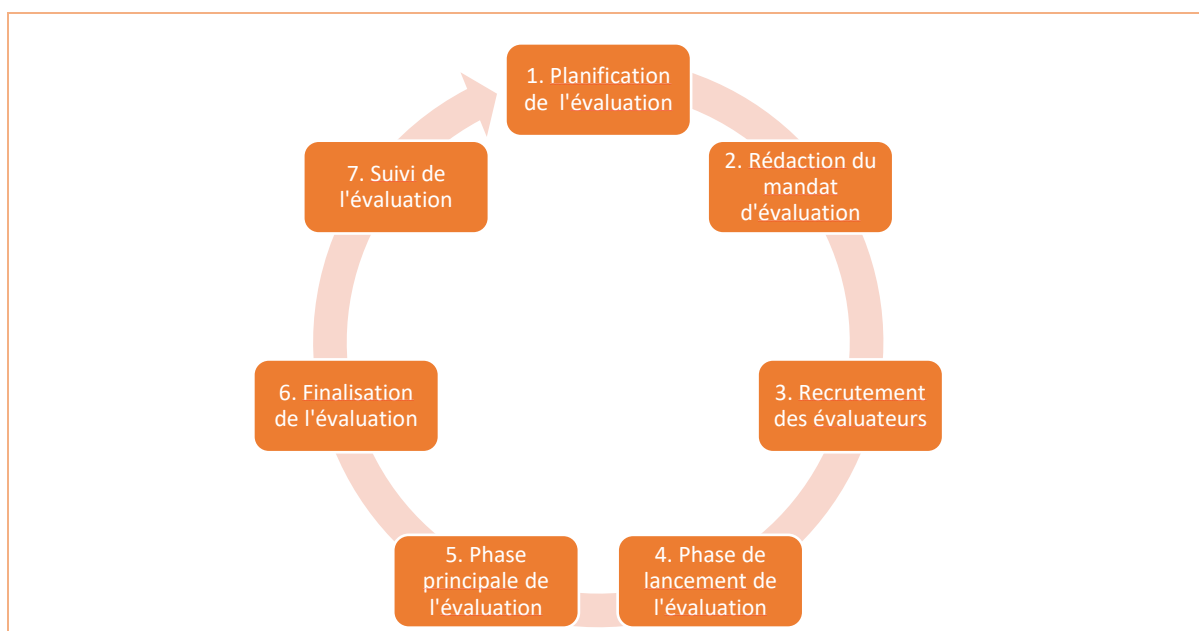 1. Planification
de l'évaluation
2. Rédaction du
mandat
d'évaluation
3. Recrutement
des évaluateurs
4. Phase de
lancement de
l'évaluation
5. Phase
principale de
l'évaluation
6. Finalisation
de l'évaluation
7. Suivi de
l'évaluation